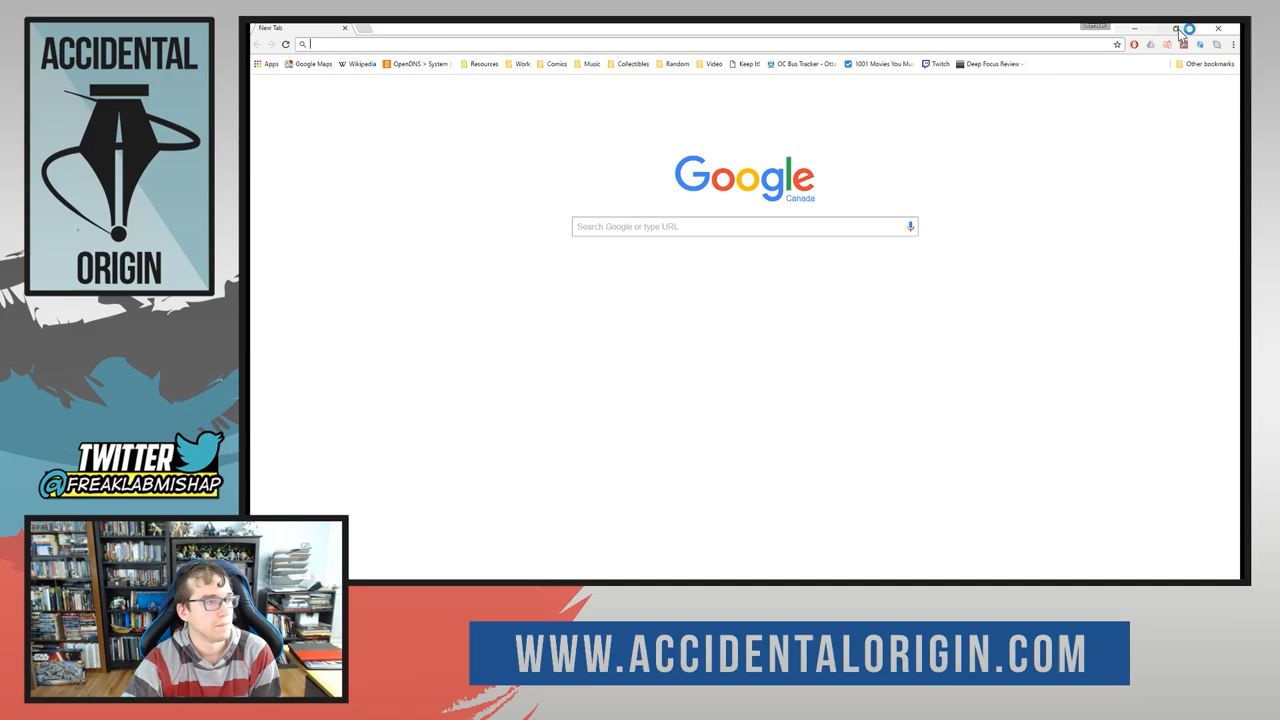 ACCIDENTAL
ORIGIN
TWITTER
@FREAKLABMISHAP
New Tab
Apps Google Maps Wikipedia OpenDNS > System Resources Work Comics Music Collectibles Random Video Keep It! OC Bus Tracker - Ott 1001 Movies You Mu Twitch Deep Focus Review - Other bookmarks
Google
Canada
Search Google or type URL
WWW.ACCIDENTALORIGIN.COM